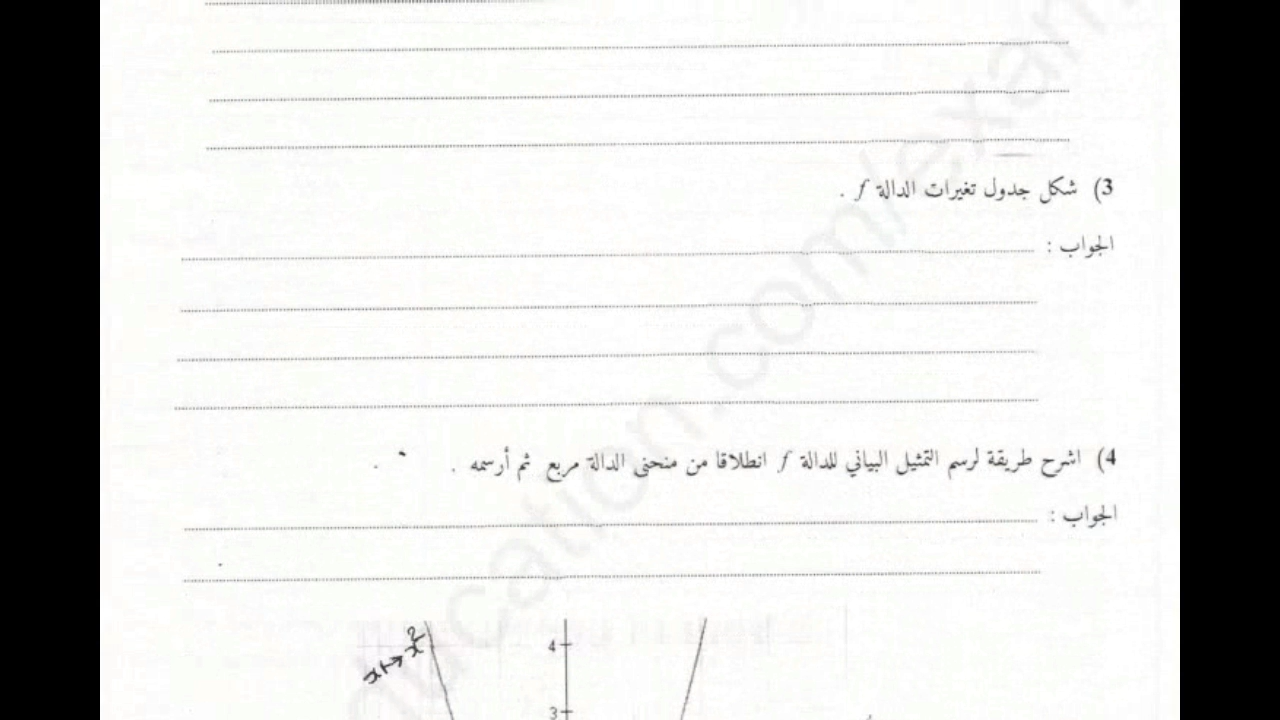 3) شكل جدول تغيرات الدالة f .
الجواب :
4) اشرح طريقة لرسم التمثيل البياني للدالة f انطلاقا من منحنى الدالة مربع ثم أرسمه .
الجواب :
x↦x²
4
3